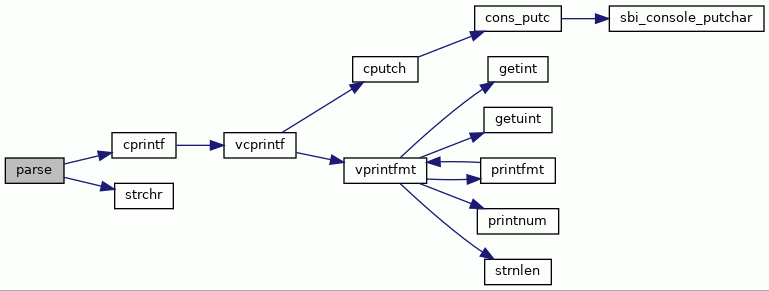 cons_putc
sbi_console_putchar
cputch
getint
getuint
cprintf
vcprintf
parse
vprintfmt
printfmt
strchr
printnum
strnlen